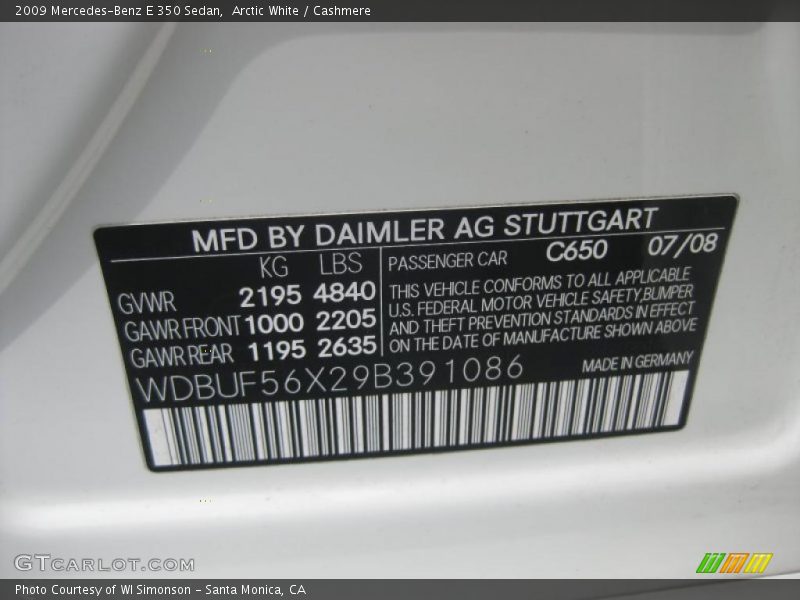 2009 Mercedes-Benz E 350 Sedan, Arctic White / Cashmere
MFD BY DAIMLER AG STUTTGART
KG LBS
GVWR 2195 4840
GAWR FRONT 1000 2205
GAWR REAR 1195 2635
PASSENGER CAR C650 07/08
THIS VEHICLE CONFORMS TO ALL APPLICABLE
U.S. FEDERAL MOTOR VEHICLE SAFETY, BUMPER
AND THEFT PREVENTION STANDARDS IN EFFECT
ON THE DATE OF MANUFACTURE SHOWN ABOVE
WDBUF56X29B391086 MADE IN GERMANY
GTCARLOT.COM
Photo Courtesy of WI Simonson - Santa Monica, CA